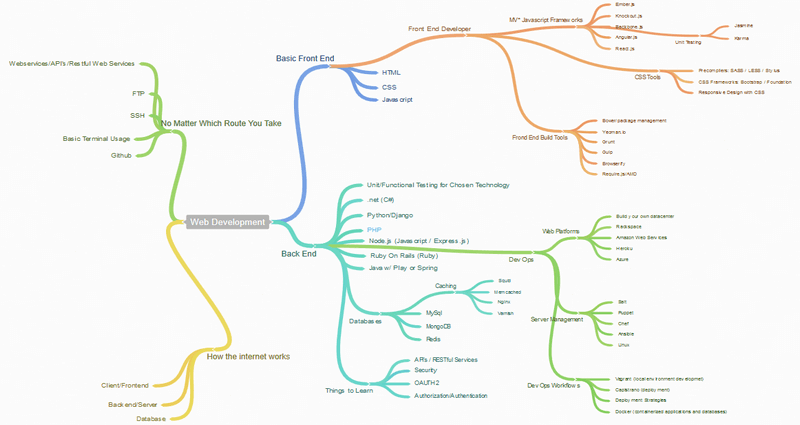 Web Development
No Matter Which Route You Take
Webservices/API's/Restful Web Services
FTP
SSH
Basic Terminal Usage
Github
How the internet works
Client/Frontend
Backend/Server
Database
Basic Front End
HTML
CSS
Javascript
Front End Developer
MV* Javascript Frameworks
Ember.js
Knockout.js
Backbone.js
Angular.js
React.js
Unit Testing
Jasmine
Karma
CSS Tools
Precompilers: SASS / LESS / Stylus
CSS Frameworks: Bootstrap / Foundation
Responsive Design with CSS
Frond End Build Tools
Bower/package management
Yeoman.io
Grunt
Gulp
Browserify
Require.js/AMD
Back End
Unit/Functional Testing for Chosen Technology
.net (C#)
Python/Django
PHP
Node.js (Javascript / Express.js)
Ruby On Rails (Ruby)
Java w/ Play or Spring
Dev Ops
Web Platforms
Build your own datacenter
Rackspace
Amazon Web Services
Heroku
Azure
Server Management
Salt
Puppet
Chef
Ansible
Linux
Dev Ops Workflows
Vagrant (local environment developmet)
Capistrano (deployment)
Deployment Strategies
Docker (containerized applications and databases)
Databases
Caching
Squid
Memcached
Nginx
Varnish
MySql
MongoDB
Redis
Things to Learn
API's / RESTful Services
Security
OAUTH2
Authorization/Authentication